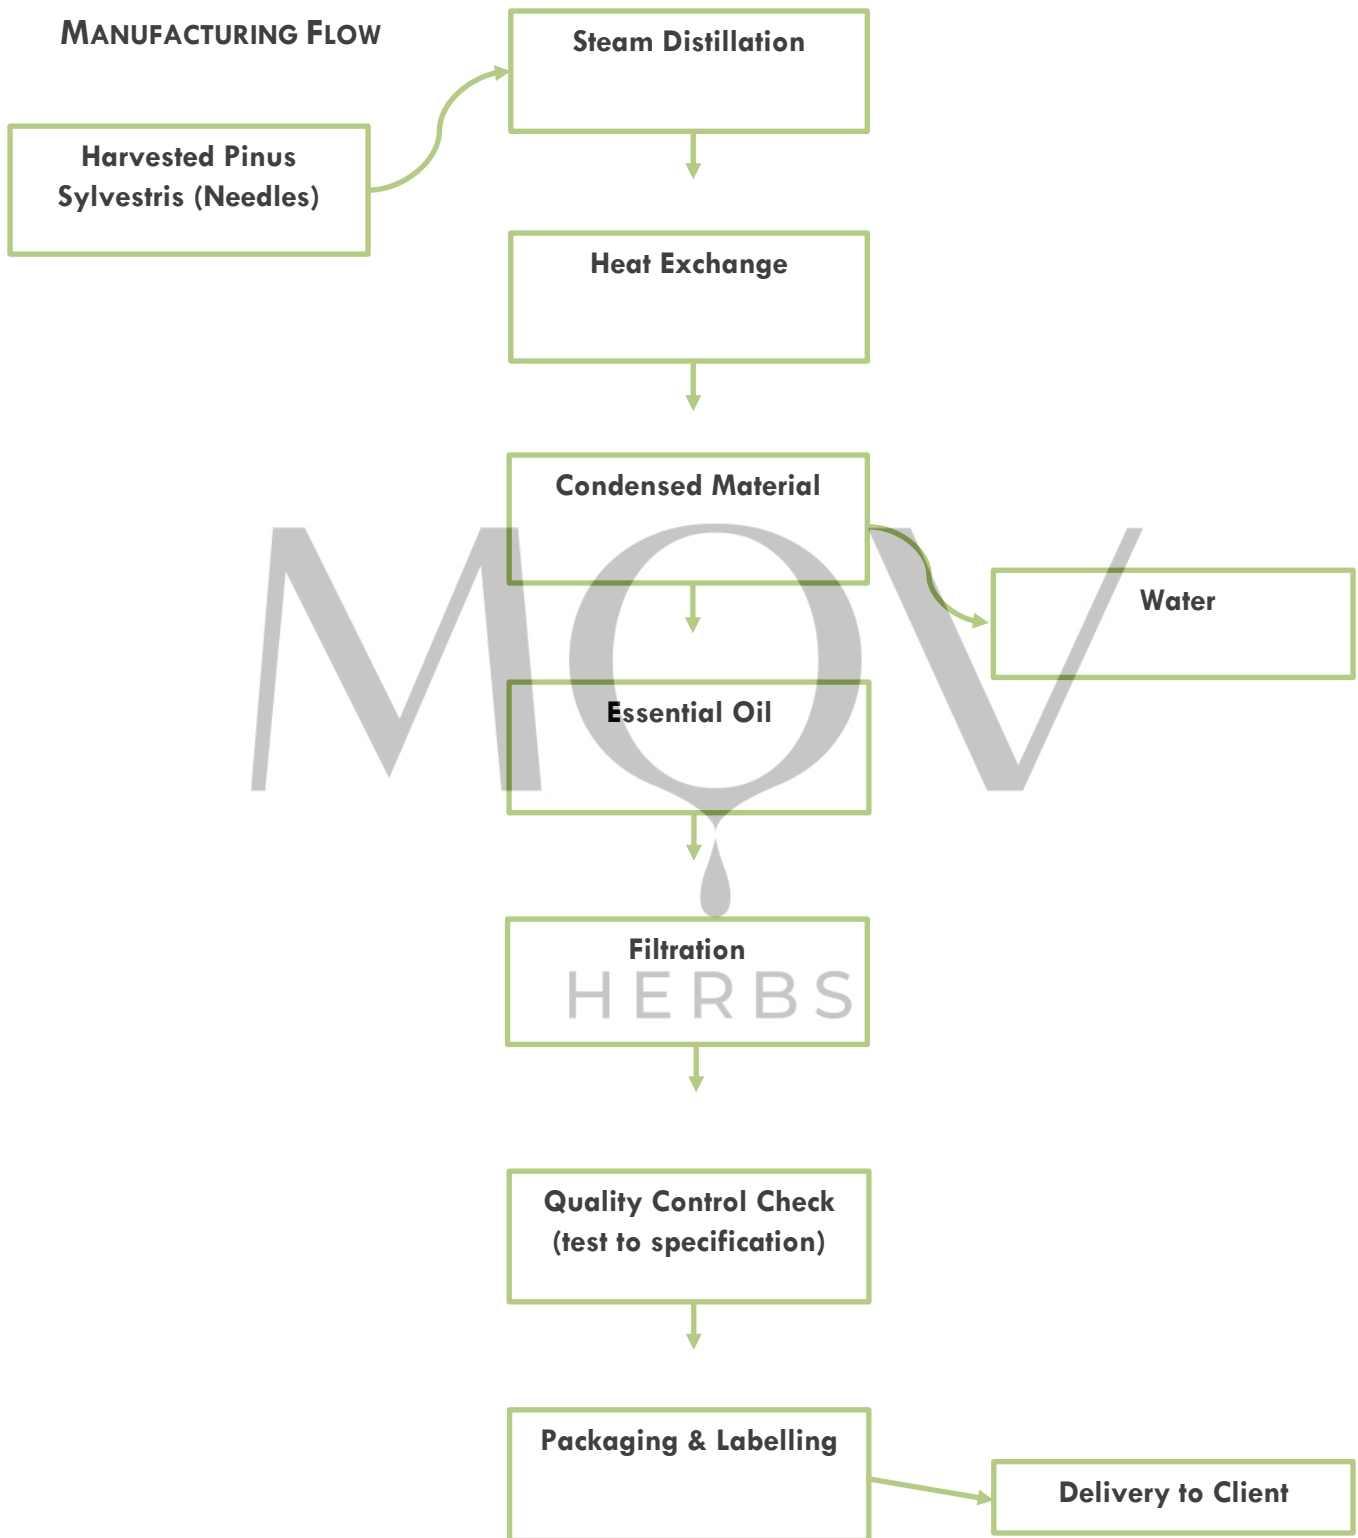 MANUFACTURING FLOW
Steam Distillation
Harvested Pinus
Sylvestris (Needles)
Heat Exchange
Condensed Material
Water
Essential Oil
Filtration
Quality Control Check
(test to specification)
Packaging & Labelling
Delivery to Client
MOV
HERBS